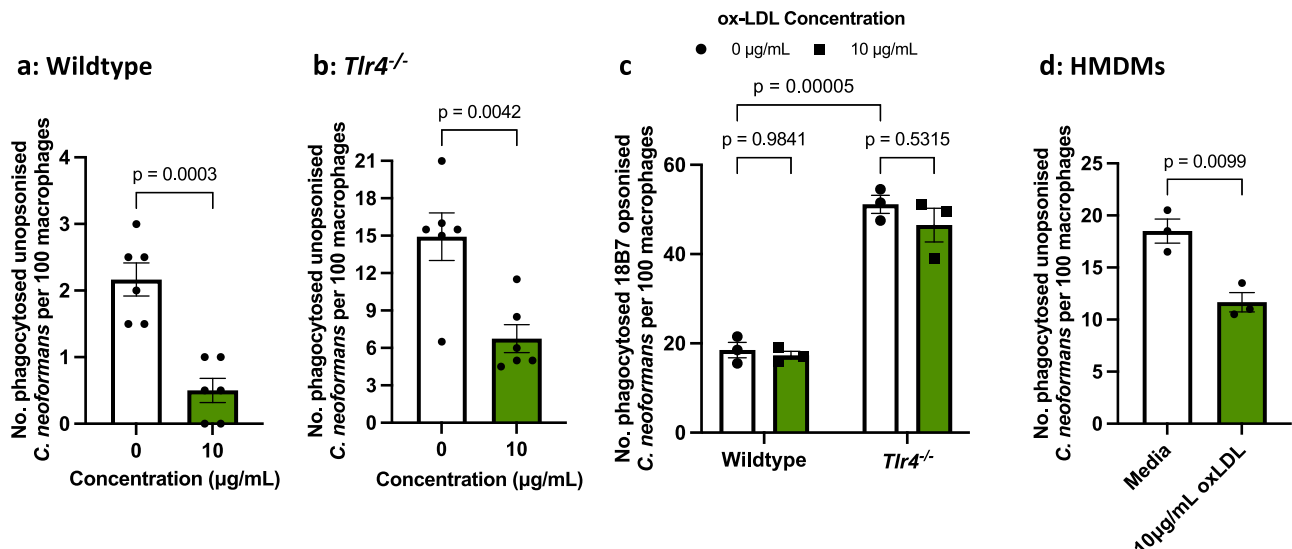 ox-LDL Concentration
0 µg/mL
10 µg/mL
a: Wildtype
No. phagocytosed unopsonised
C. neoformans per 100 macrophages
4
3
2
1
0
p = 0.0003
0
10
Concentration (µg/mL)
b: Tlr4-/-
No. phagocytosed unopsonised
C. neoformans per 100 macrophages
21
18
15
12
9
6
3
0
p = 0.0042
0
10
Concentration (µg/mL)
c
No. phagocytosed 18B7 opsonised
C. neoformans per 100 macrophages
60
40
20
0
p = 0.00005
p = 0.9841
p = 0.5315
Wildtype
Tlr4-/-
d: HMDMs
No. phagocytosed unopsonised
C. neoformans per 100 macrophages
25
20
15
10
5
0
p = 0.0099
Media
10µg/mL oxLDL